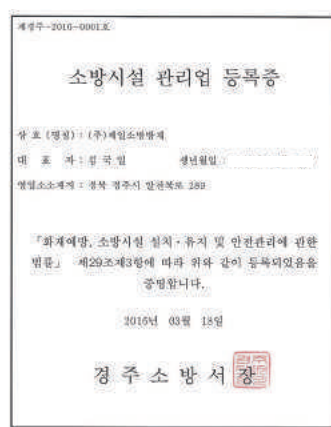 제경주-2016-0001호
소방시설 관리업 등록증
상 호 (명칭) : (주)제일소방방재
대 표 자 : 김 국 일 생년월일 :
영업소소재지 : 경북 경주시 알천북로 289
「화재예방, 소방시설 설치·유지 및 안전관리에 관한
법률」 제29조제3항에 따라 위와 같이 등록되었음을
증명합니다.
2016년 03월 18일
경 주 소 방 서 장